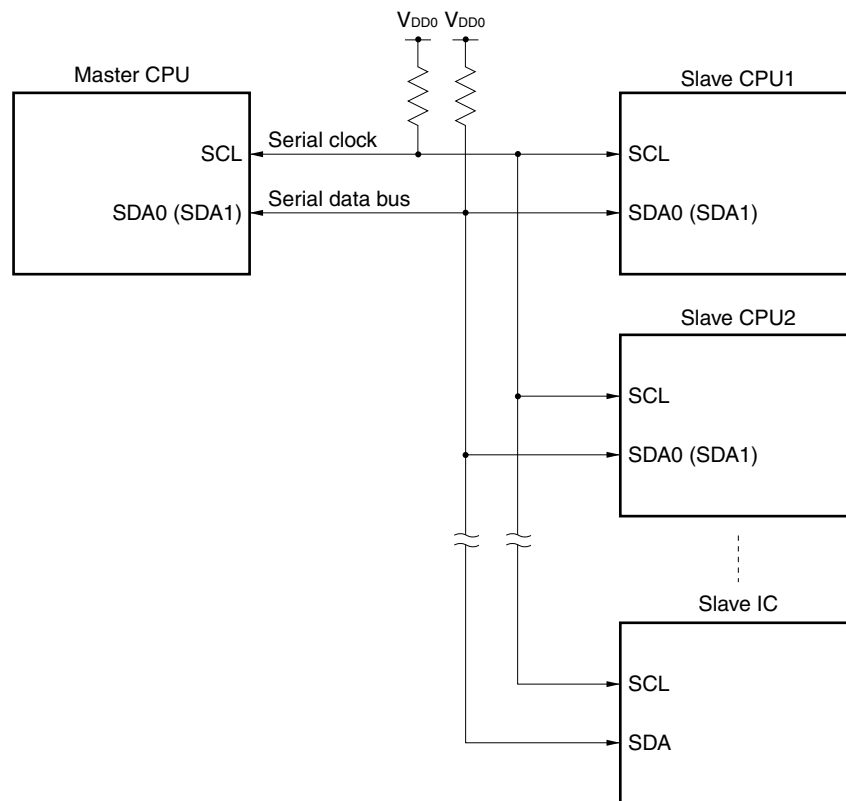 VDD0 VDD0
Master CPU
Slave CPU1
SCL
Serial clock
SCL
SDA0 (SDA1)
Serial data bus
SDA0 (SDA1)
Slave CPU2
SCL
SDA0 (SDA1)
Slave IC
SCL
SDA